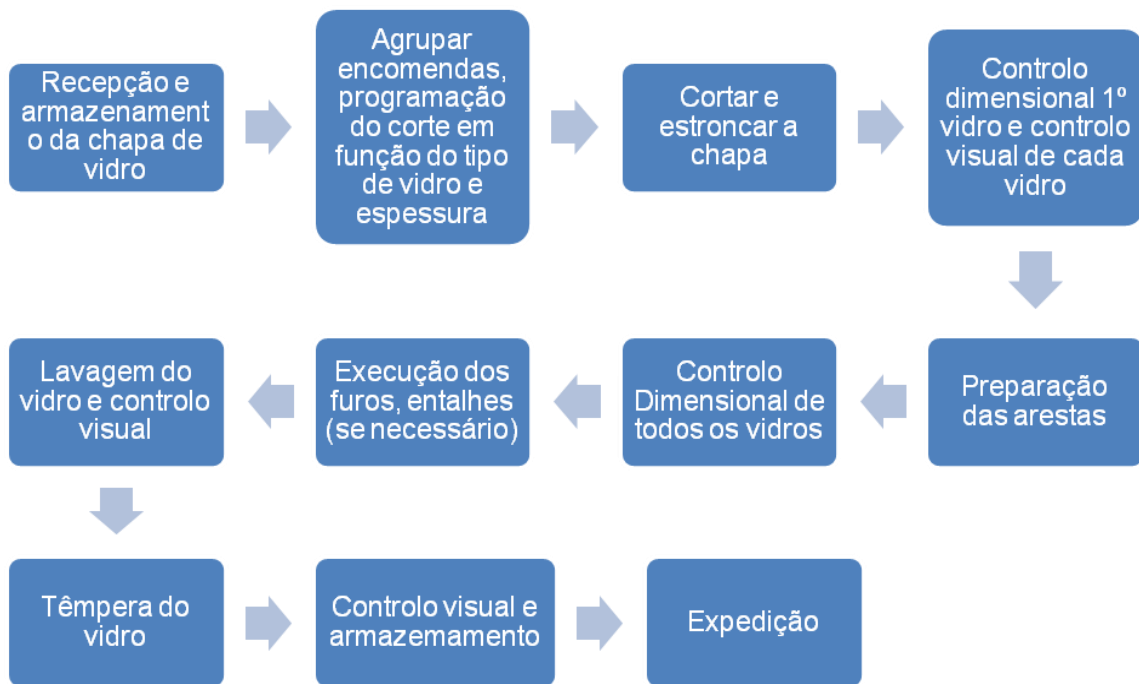 Recepção e
armazenament
o da chapa de
vidro
Agrupar
encomendas,
programação
do corte em
função do tipo
de vidro e
espessura
Cortar e
estroncar a
chapa
Controlo
dimensional 1º
vidro e controlo
visual de cada
vidro
Preparação
das arestas
Controlo
Dimensional de
todos os vidros
Execução dos
furos, entalhes
(se necessário)
Lavagem do
vidro e controlo
visual
Têmpera do
vidro
Controlo visual e
armazemamento
Expedição